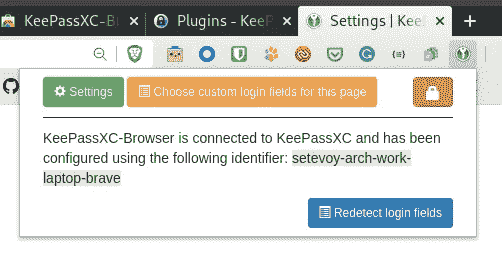 KeePassXC-Br
Plugins - KeeP
Settings | Kee
Settings
Choose custom login fields for this page
KeePassXC-Browser is connected to KeePassXC and has been
configured using the following identifier: setevoy-arch-work-
laptop-brave
Redetect login fields